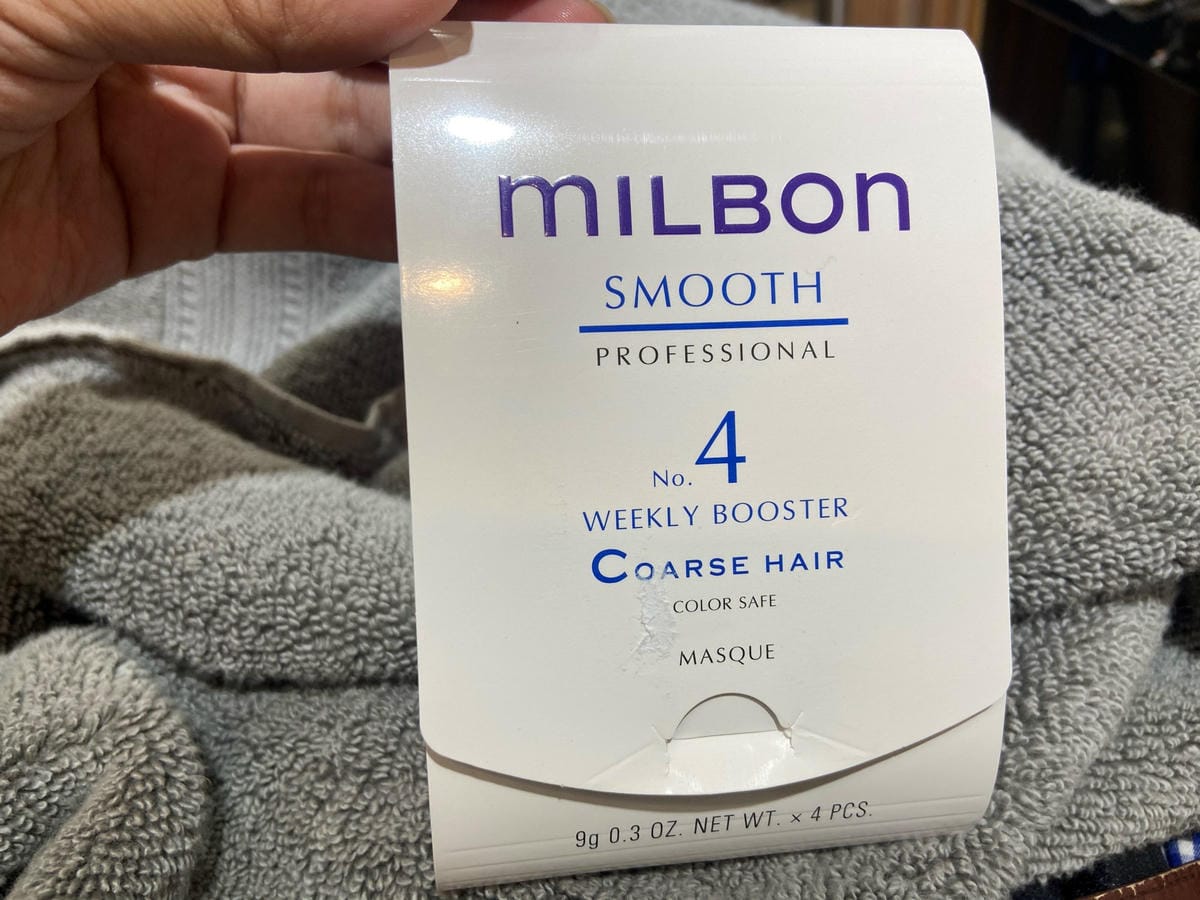 mILBon
SMOOTH
PROFESSIONAL
No. 4
WEEKLY BOOSTER
COARSE HAIR
COLOR SAFE
MASQUE
9g 0.3 OZ. NET WT. × 4 PCS.